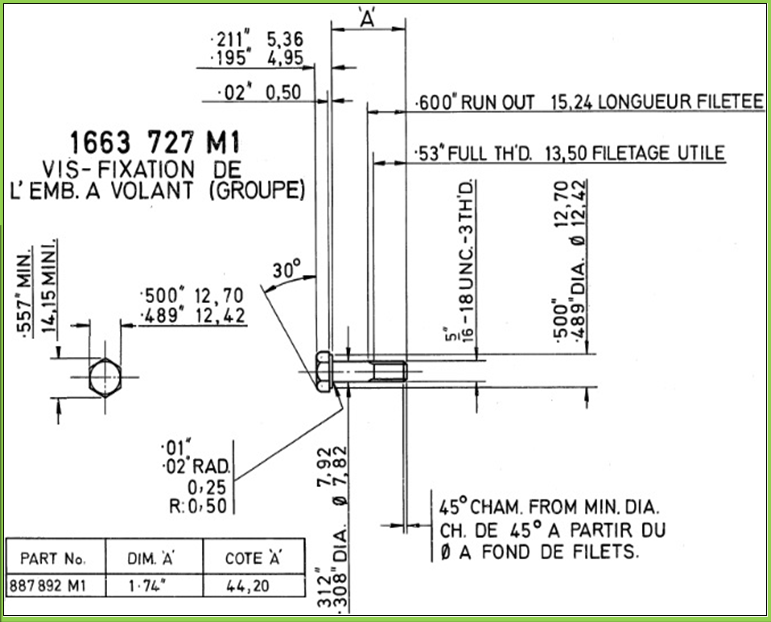 'A'
·211" 5,36
·195" 4,95
·02" 0,50
·600" RUN OUT 15,24 LONGUEUR FILETEE
·53" FULL TH'D. 13,50 FILETAGE UTILE
1663 727 M1
VIS-FIXATION DE
L'EMB. A VOLANT (GROUPE)
30°
·557" MIN.
14,15 MINI.
·500" 12,70
·489" 12,42
5/16"-18 UNC.-3 TH'D.
·500" 12,70
·489" DIA. Ø 12,42
·01"
·02" RAD.
0,25
R:0,50
·312" 7,92
·308" DIA. Ø 7,82
45° CHAM. FROM MIN. DIA.
CH. DE 45° A PARTIR DU
Ø A FOND DE FILETS.
PART No. DIM. 'A' COTE 'A'
887 892 M1 1·74" 44,20